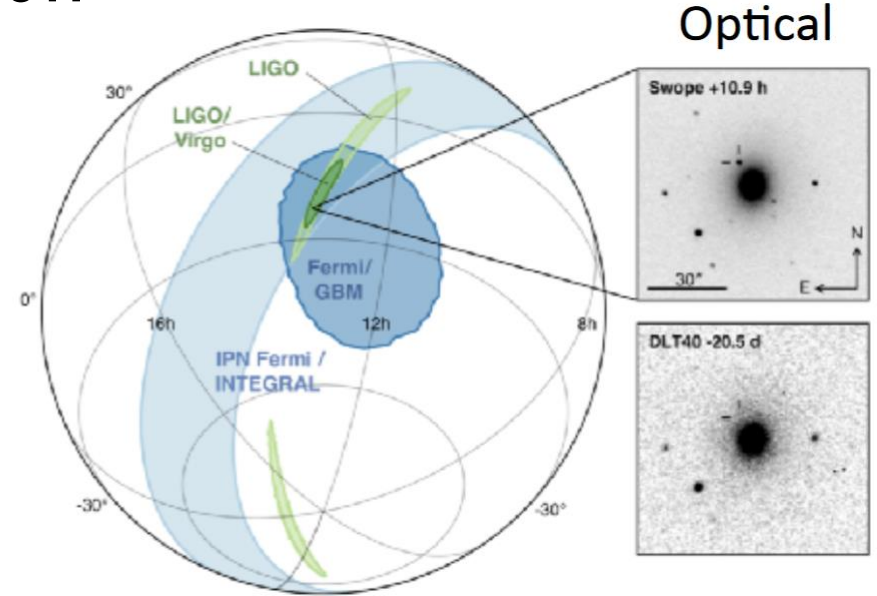 Optical
LIGO
30°
LIGO/
Virgo
Swope +10.9 h
N
E
30"
Fermi/
GBM
0°
16h
12h
8h
IPN Fermi /
INTEGRAL
DLT40 -20.5 d
-30°
-30°